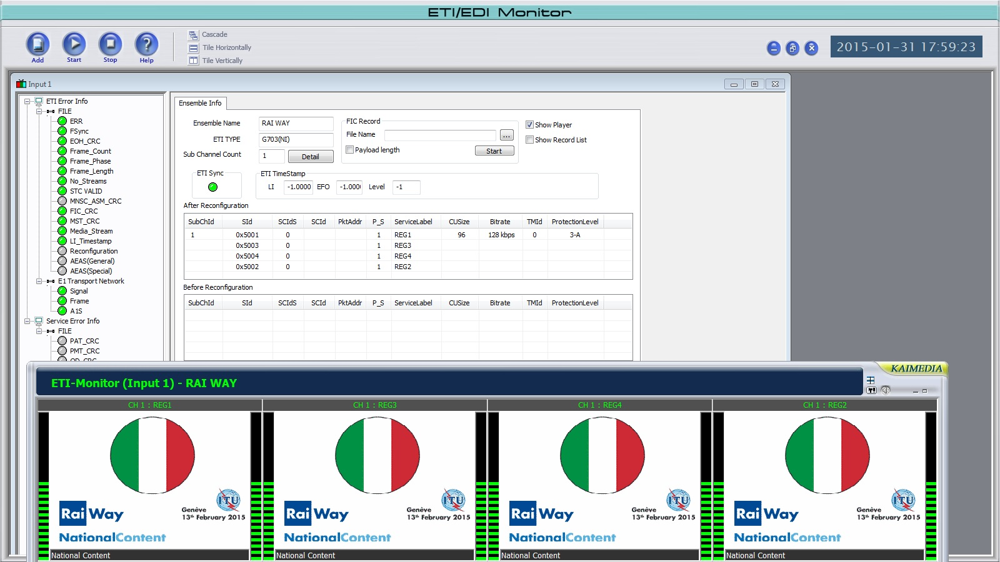 ETI/EDI Monitor
Add
Start
Stop
Help
Cascade
Tile Horizontally
Tile Vertically
2015-01-31 17:59:23
Input 1
ETI Error Info
FILE
ERR
FSync
EOH_CRC
Frame_Count
Frame_Phase
Frame_Length
No_Streams
STC VALID
MNSC_ASM_CRC
FIC_CRC
MST_CRC
Media_Stream
LI_Timestamp
Reconfiguration
AEAS(General)
AEAS(Special)
E1 Transport Network
Signal
Frame
A1S
Service Error Info
FILE
PAT_CRC
PMT_CRC
Ensemble Info
Ensemble Name RAI WAY
ETI TYPE G703(NI)
Sub Channel Count 1 Detail
FIC Record
File Name ...
Payload length Start
Show Player
Show Record List
ETI Sync
ETI TimeStamp
LI -1.0000 EFO -1.000 Level -1
After Reconfiguration
SubChId SId SCIdS SCId PktAddr P_S ServiceLabel CUSize Bitrate TMId ProtectionLevel
1 0x5001 0 1 REG1 96 128 kbps 0 3-A
0x5003 0 1 REG3
0x5004 0 1 REG4
0x5002 0 1 REG2
Before Reconfiguration
SubChId SId SCIdS SCId PktAddr P_S ServiceLabel CUSize Bitrate TMId ProtectionLevel
KAIMEDIA
ETI-Monitor (Input 1) - RAI WAY
CH 1 : REG1
ITU
Rai Way
Genève
13th February 2015
NationalContent
National Content
CH 1 : REG3
ITU
Rai Way
Genève
13th February 2015
NationalContent
National Content
CH 1 : REG4
ITU
Rai Way
Genève
13th February 2015
NationalContent
National Content
CH 1 : REG2
ITU
Rai Way
Genève
13th February 2015
NationalContent
National Content